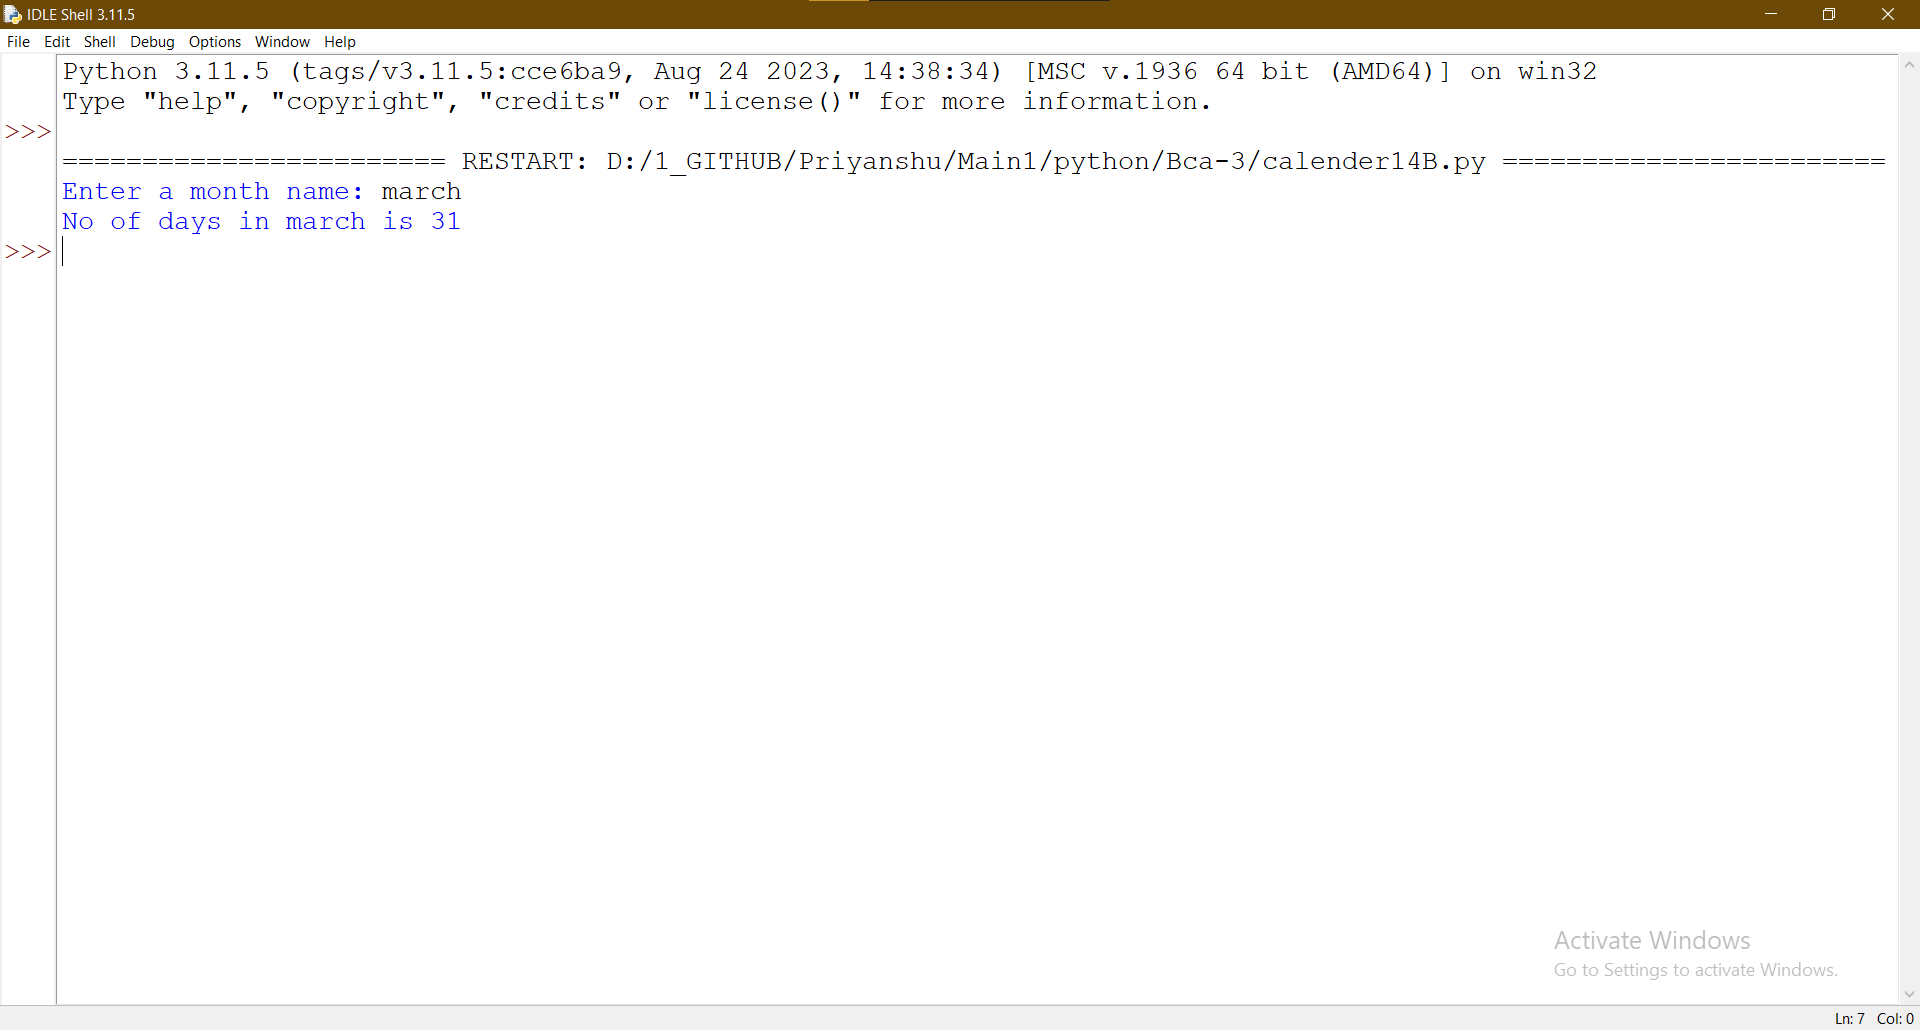 IDLE Shell 3.11.5
File Edit Shell Debug Options Window Help
Python 3.11.5 (tags/v3.11.5:cce6ba9, Aug 24 2023, 14:38:34) [MSC v.1936 64 bit (AMD64)] on win32
Type "help", "copyright", "credits" or "license()" for more information.
>>>
======================== RESTART: D:/1_GITHUB/Priyanshu/Main1/python/Bca-3/calender14B.py ========================
Enter a month name: march
No of days in march is 31
>>>
Activate Windows
Go to Settings to activate Windows.
Ln: 7 Col: 0